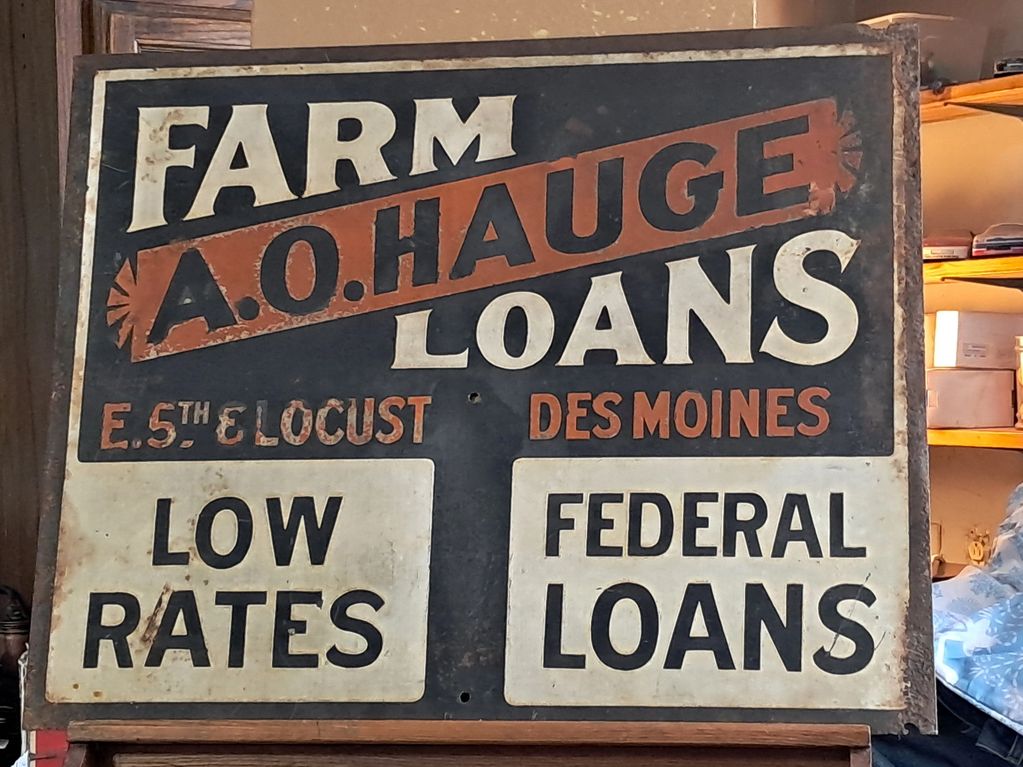 FARM
A.O. HAUGE
LOANS
E. 5TH & LOCUST
DES MOINES
LOW
RATES
FEDERAL
LOANS